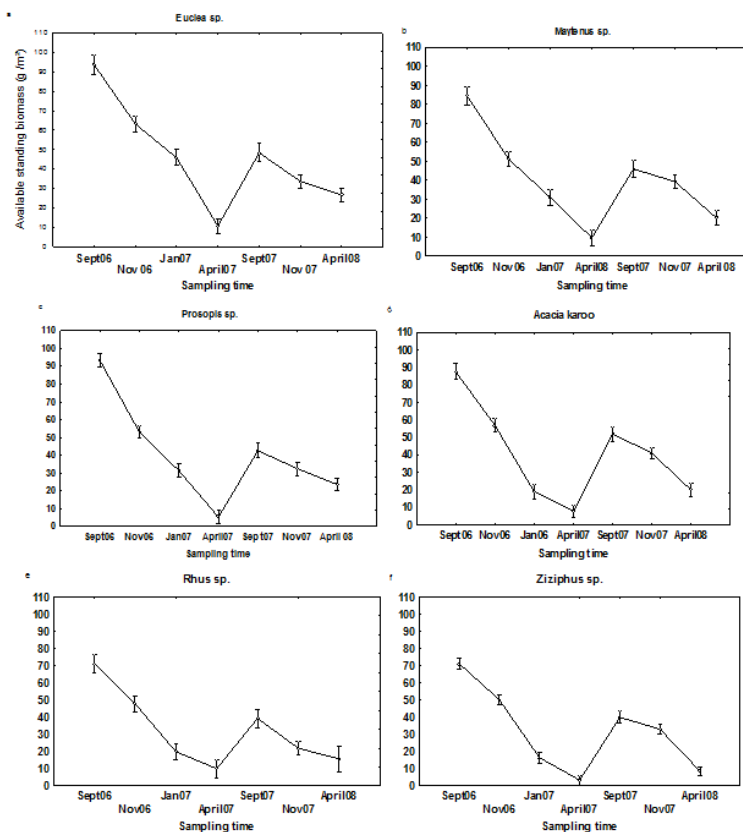 a
Euclea sp.
Available standing biomass (g /m²)
110
100
90
80
70
60
50
40
30
20
10
0
Sept06 Jan07 Sept07 April08
Nov 06 April07 Nov 07
Sampling time
b
Maytenus sp.
110
100
90
80
70
60
50
40
30
20
10
0
Sept06 Jan07 Sept07 April 08
Nov 06 April08 Nov07
Sampling time
c
Prosopis sp.
110
100
90
80
70
60
50
40
30
20
10
0
Sept06 Nov06 Jan07 April07 Sept07 Nov07 April 08
Sampling time
d
Acacia karoo
110
100
90
80
70
60
50
40
30
20
10
0
Sept06 Nov06 Jan07 April07 Sept07 Nov07 April08
Sampling time
e
Rhus sp.
110
100
90
80
70
60
50
40
30
20
10
0
Sept06 Jan07 Sept07 April08
Nov06 April07 Nov07
Sampling time
f
Ziziphus sp.
110
100
90
80
70
60
50
40
30
20
10
0
Sept06 Jan07 Sept07 April08
Nov06 April07 Nov07
Sampling time